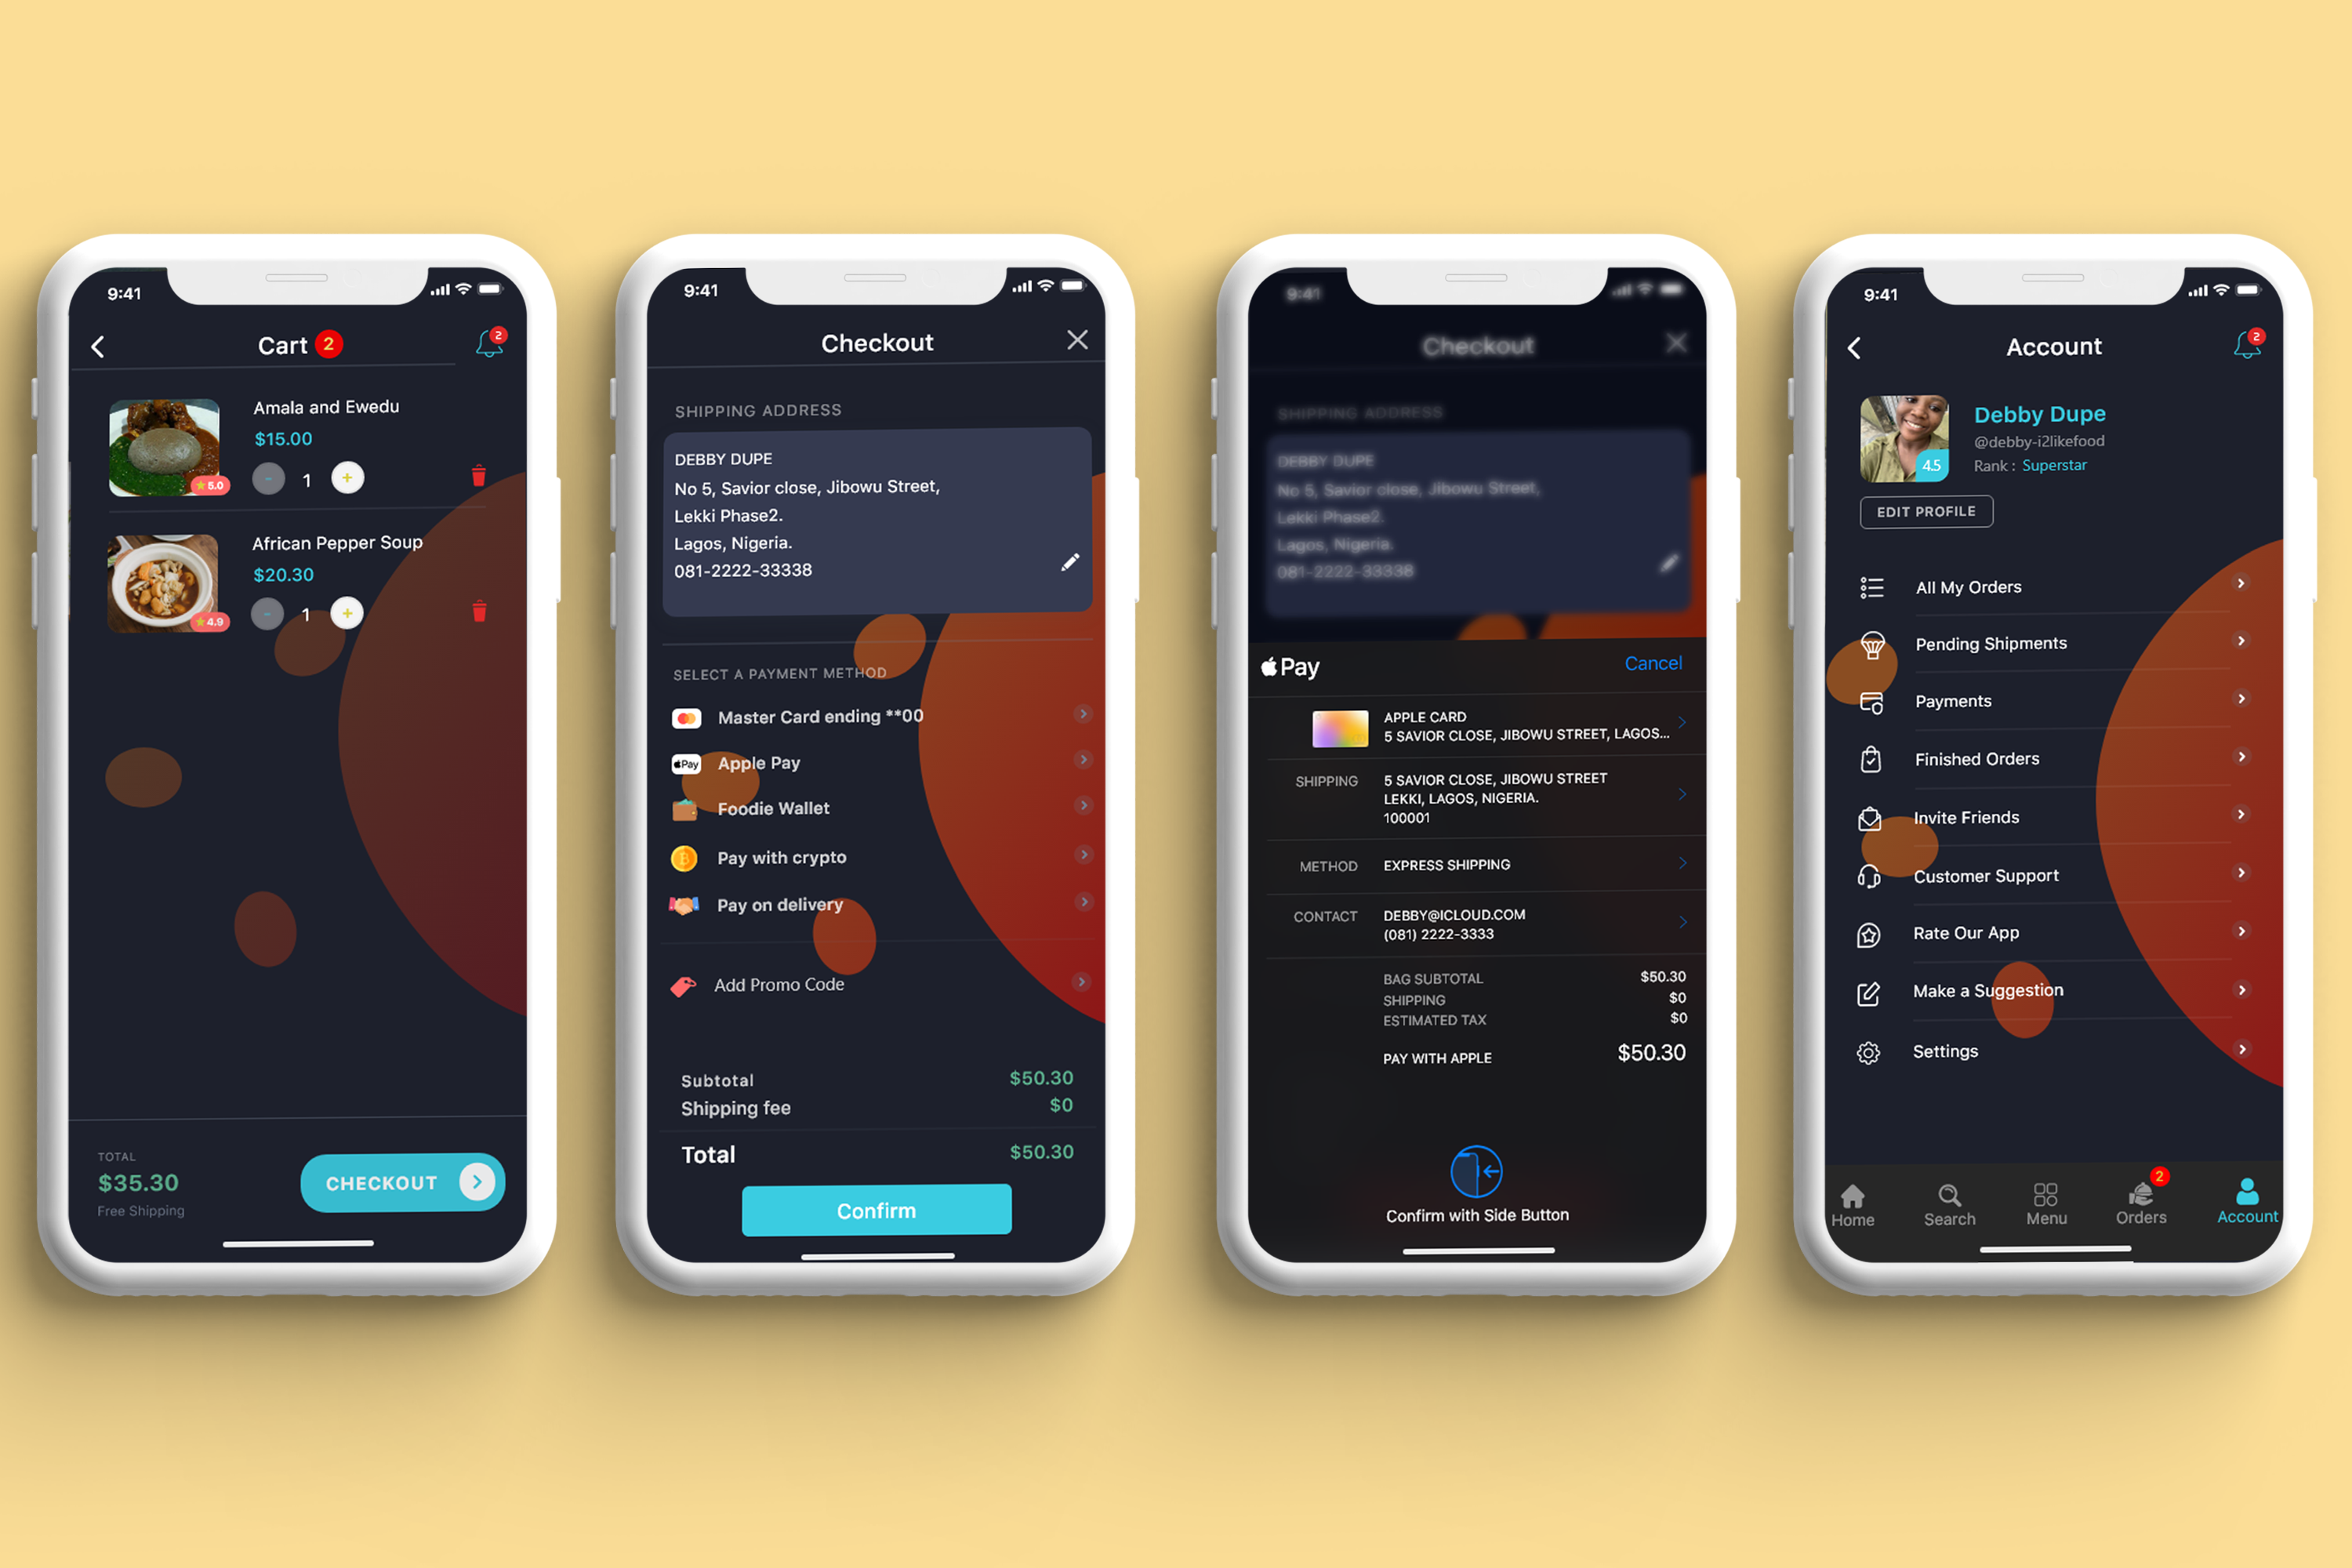 9:41
Cart 2
2
Amala and Ewedu
$15.00
- 1 +
5.0
African Pepper Soup
$20.30
- 1 +
4.9
TOTAL
$35.30
Free Shipping
CHECKOUT
9:41
Checkout
SHIPPING ADDRESS
DEBBY DUPE
No 5, Savior close, Jibowu Street,
Lekki Phase2.
Lagos, Nigeria.
081-2222-33338
SELECT A PAYMENT METHOD
Master Card ending **00
Pay Apple Pay
Foodie Wallet
Pay with crypto
Pay on delivery
Add Promo Code
Subtotal $50.30
Shipping fee $0
Total $50.30
Confirm
9:41
Checkout
SHIPPING ADDRESS
DEBBY DUPE
No 5, Savior close, Jibowu Street,
Lekki Phase2.
Lagos, Nigeria.
081-2222-33338
Pay Cancel
APPLE CARD
5 SAVIOR CLOSE, JIBOWU STREET, LAGOS...
SHIPPING 5 SAVIOR CLOSE, JIBOWU STREET
LEKKI, LAGOS, NIGERIA.
100001
METHOD EXPRESS SHIPPING
CONTACT DEBBY@ICLOUD.COM
(081) 2222-3333
BAG SUBTOTAL $50.30
SHIPPING $0
ESTIMATED TAX $0
PAY WITH APPLE $50.30
Confirm with Side Button
9:41
Account
2
Debby Dupe
@debby-i2likefood
Rank : Superstar
4.5
EDIT PROFILE
All My Orders
Pending Shipments
Payments
Finished Orders
Invite Friends
Customer Support
Rate Our App
Make a Suggestion
Settings
2
Home Search Menu Orders Account